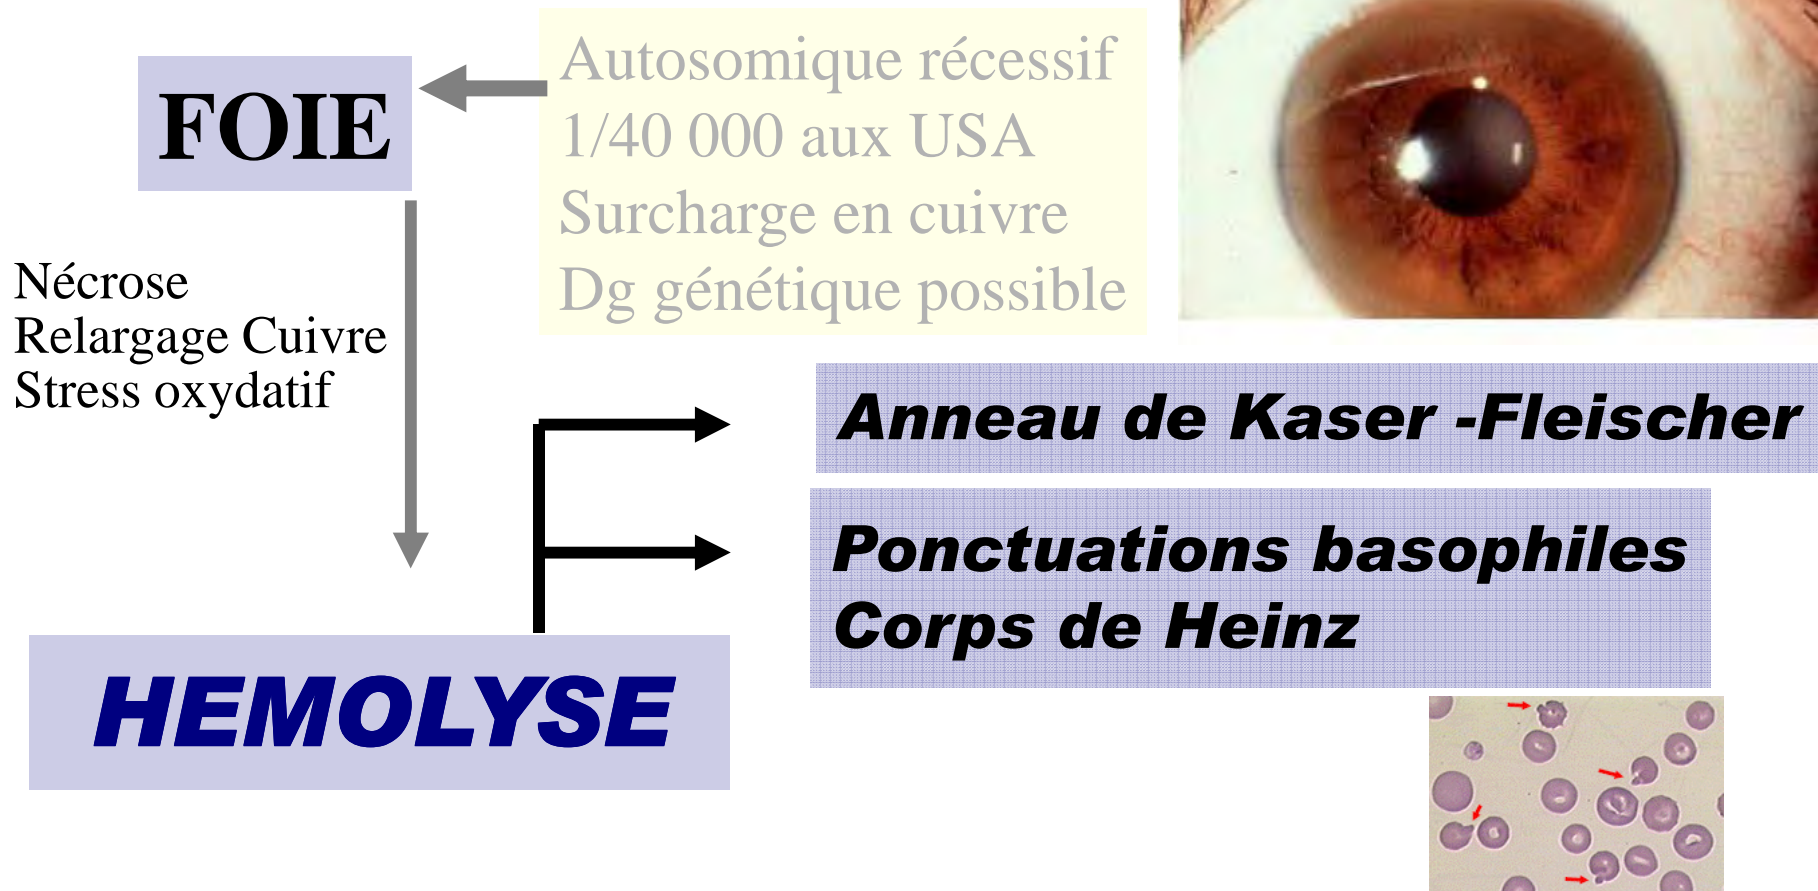 FOIE
Autosomique récessif
1/40 000 aux USA
Surcharge en cuivre
Dg génétique possible
Nécrose
Relargage Cuivre
Stress oxydatif
Anneau de Kaser -Fleischer
Ponctuations basophiles
Corps de Heinz
HEMOLYSE